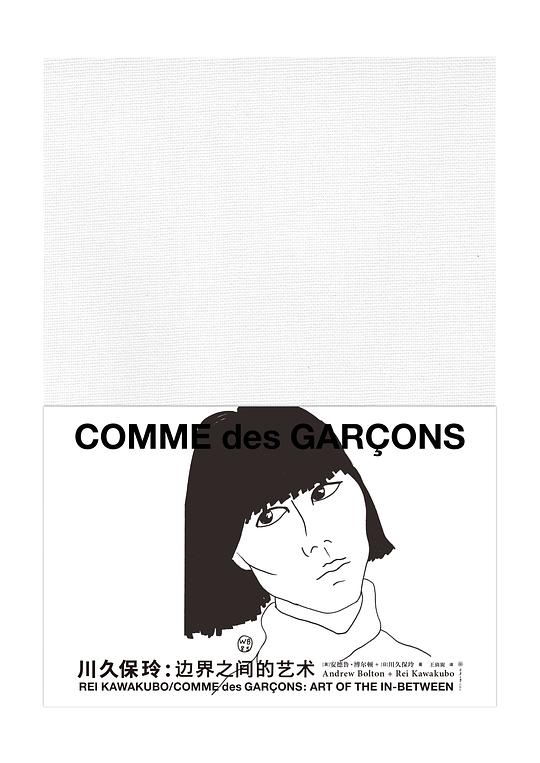 COMME des GARÇONS
WB
85
川久保玲：边界之间的艺术
[美]安德鲁·博尔顿 + [日]川久保玲 著
Andrew Bolton + Rei Kawakubo
REI KAWAKUBO/COMME des GARÇONS: ART OF THE IN-BETWEEN